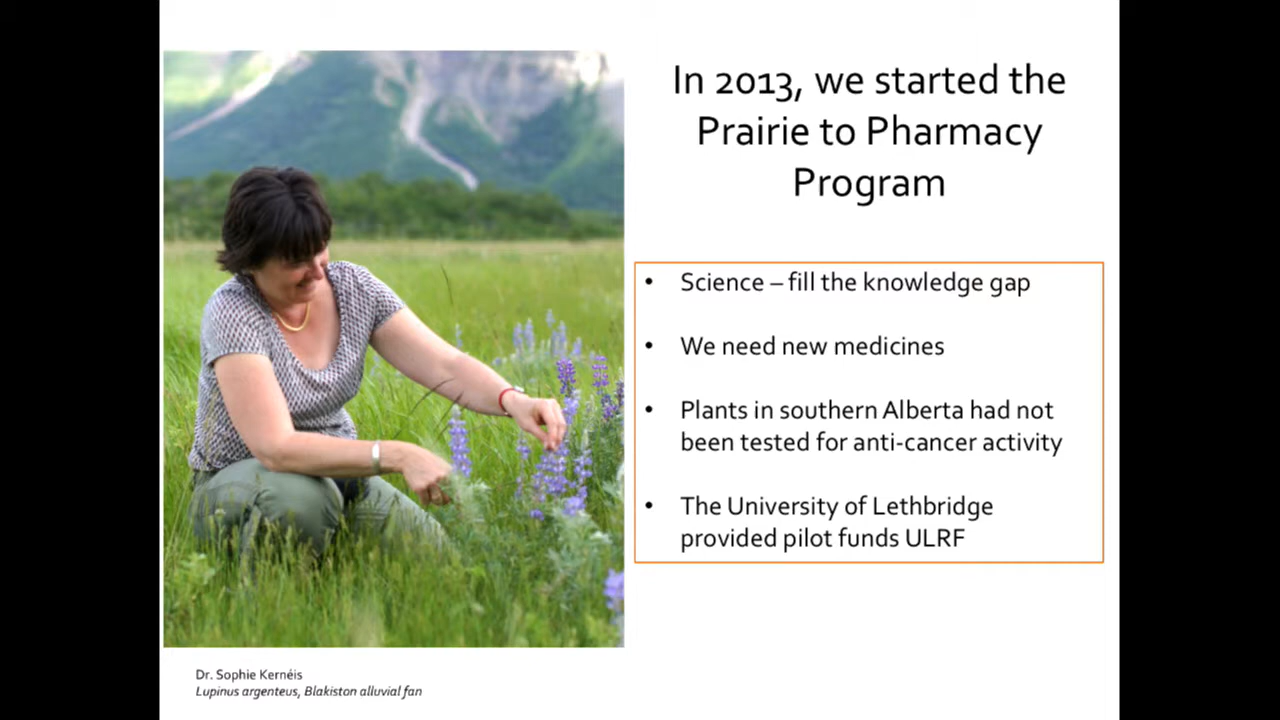 In 2013, we started the
Prairie to Pharmacy
Program
• Science – fill the knowledge gap
• We need new medicines
• Plants in southern Alberta had not
been tested for anti-cancer activity
• The University of Lethbridge
provided pilot funds ULRF
Dr. Sophie Kernéis
Lupinus argenteus, Blakiston alluvial fan